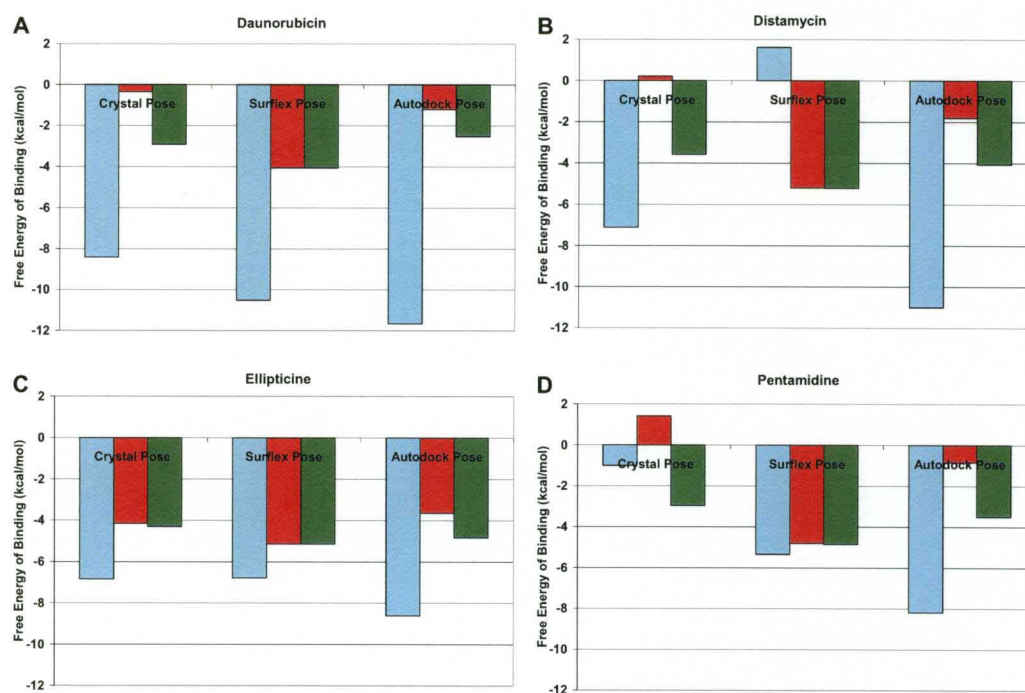 A
Daunorubicin
Free Energy of Binding (kcal/mol)
2
0
-2
-4
-6
-8
-10
-12
Crystal Pose
Surflex Pose
Autodock Pose
B
Distamycin
Free Energy of Binding (kcal/mol)
2
0
-2
-4
-6
-8
-10
-12
Crystal Pose
Surflex Pose
Autodock Pose
C
Ellipticine
Free Energy of Binding (kcal/mol)
2
0
-2
-4
-6
-8
-10
-12
Crystal Pose
Surflex Pose
Autodock Pose
D
Pentamidine
Free Energy of Binding (kcal/mol)
2
0
-2
-4
-6
-8
-10
-12
Crystal Pose
Surflex Pose
Autodock Pose